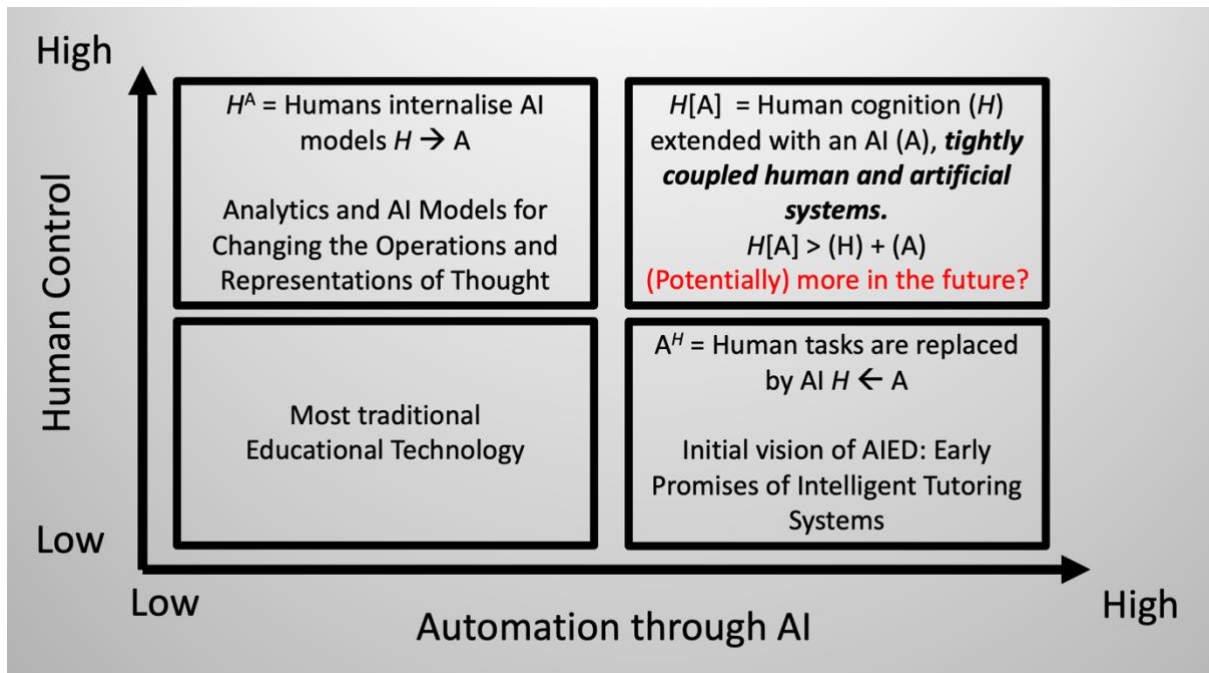 High
Human Control
Low
Hᴬ = Humans internalise AI
models H → A
Analytics and AI Models for
Changing the Operations and
Representations of Thought
H[A] = Human cognition (H)
extended with an AI (A), tightly
coupled human and artificial
systems.
H[A] > (H) + (A)
(Potentially) more in the future?
Most traditional
Educational Technology
Aᴴ = Human tasks are replaced
by AI H ← A
Initial vision of AIED: Early
Promises of Intelligent Tutoring
Systems
Low
Automation through AI
High